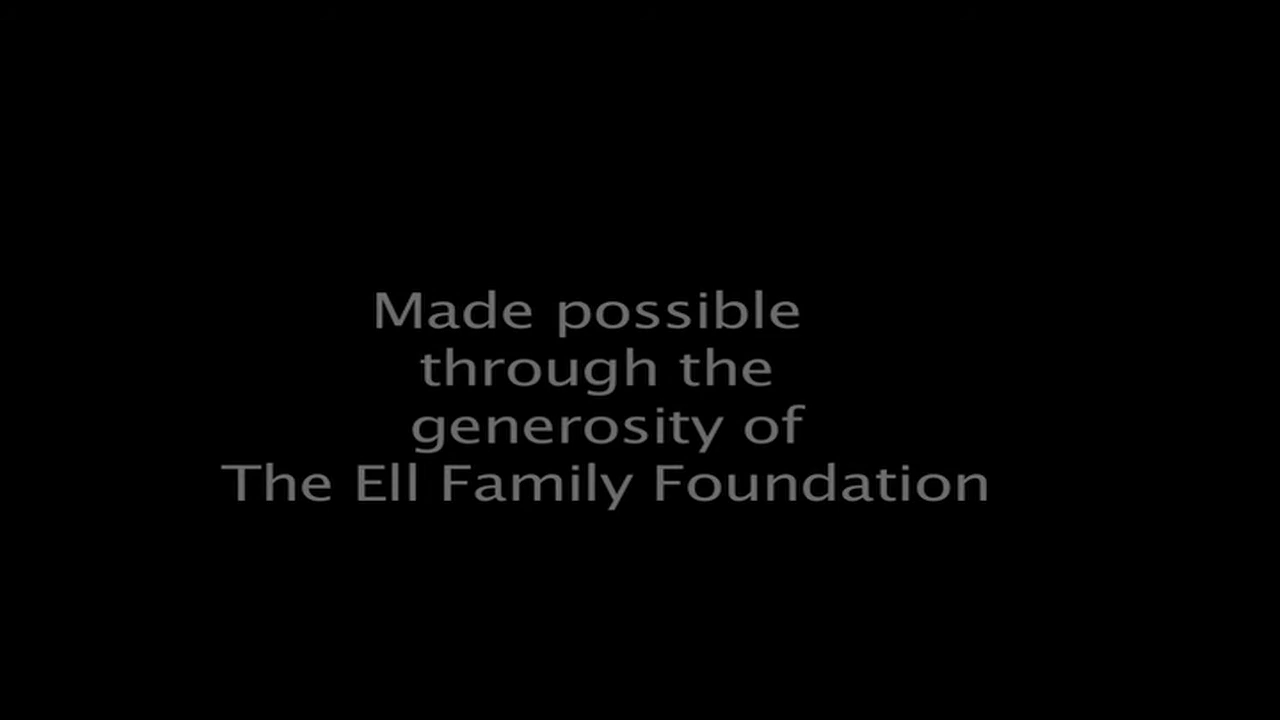 Made possible
through the
generosity of
The Ell Family Foundation